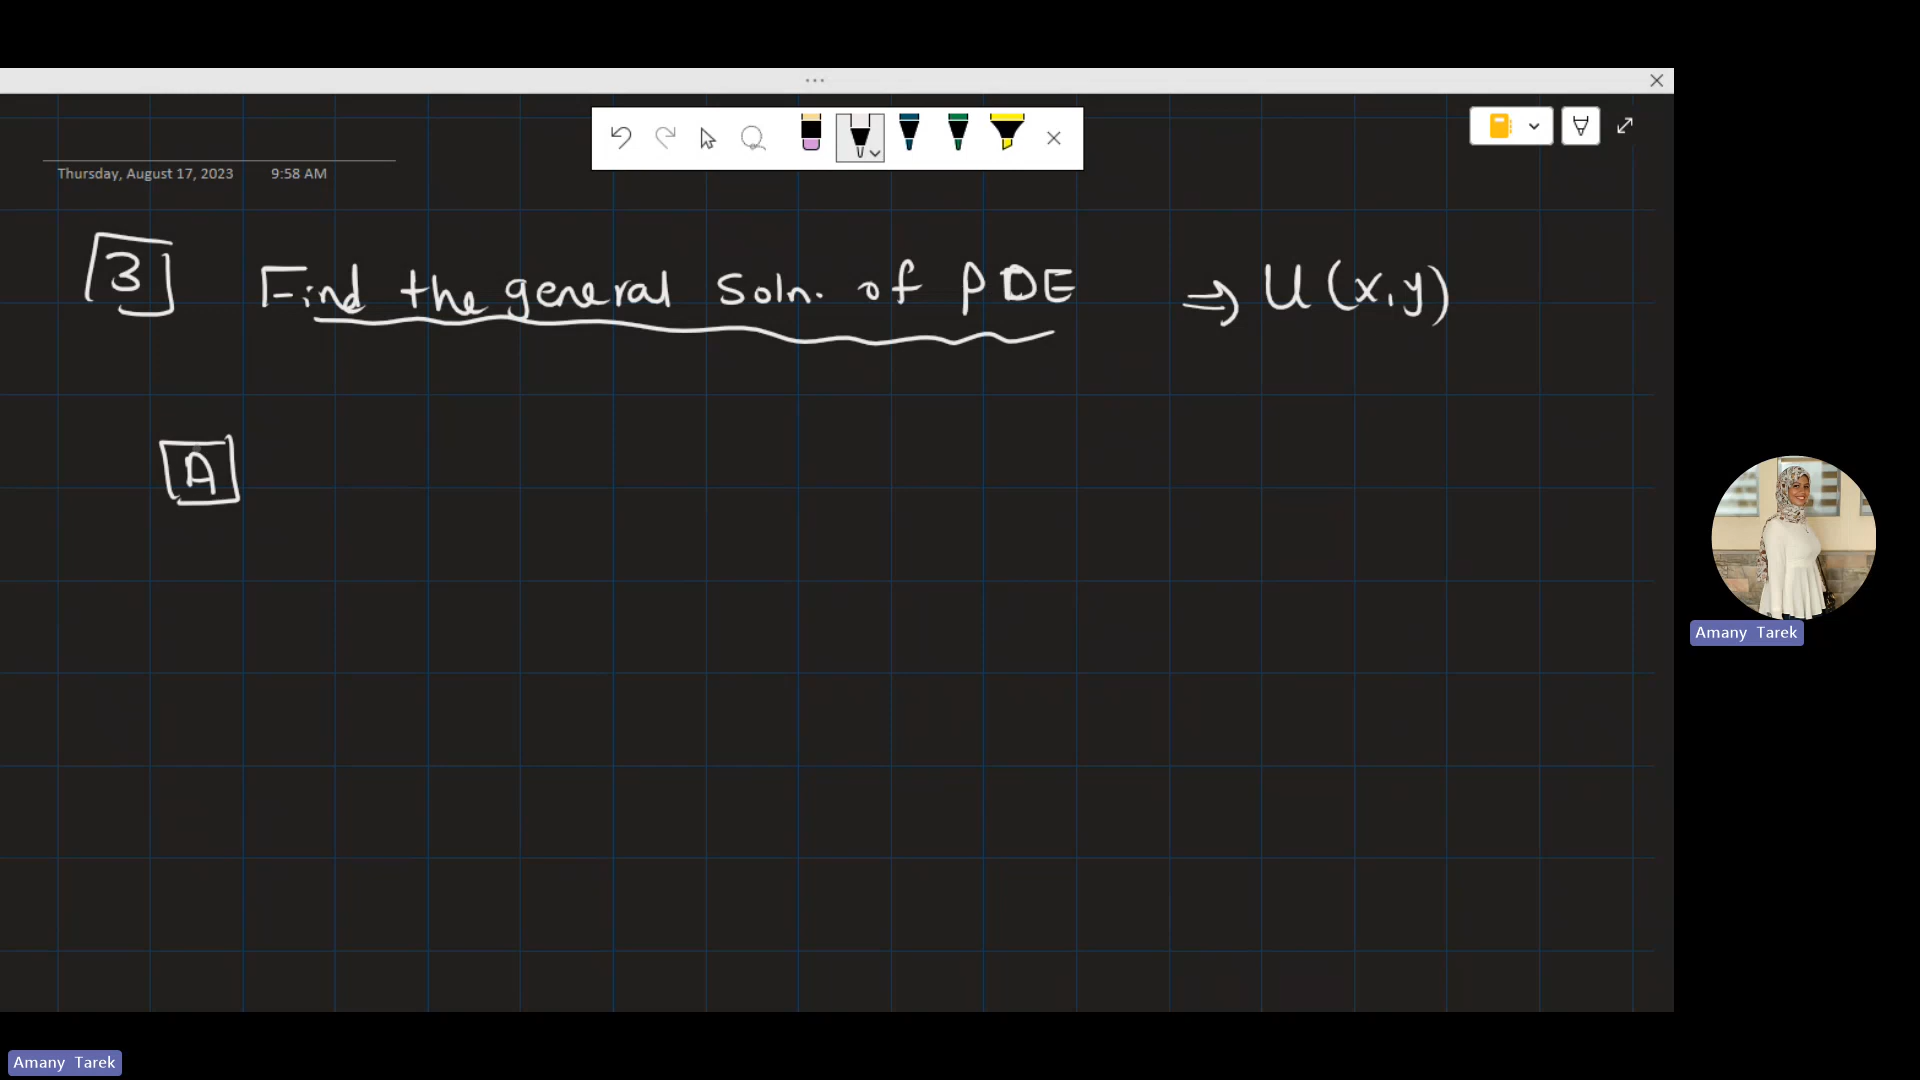 Thursday, August 17, 2023 9:58 AM
3 Find the general Soln. of PDE ⇒ U(x,y)
A
Amany Tarek
Amany Tarek